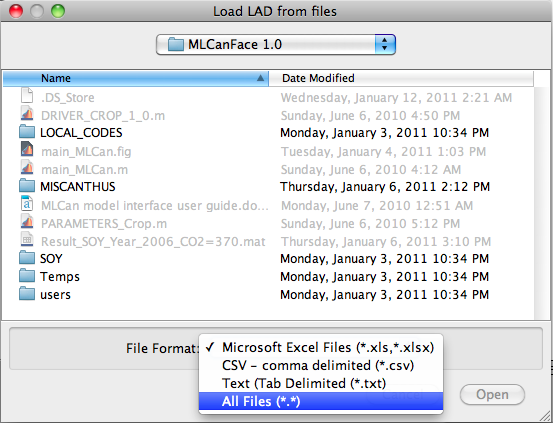 Load LAD from files
MLCanFace 1.0
Name Date Modified
.DS_Store Wednesday, January 12, 2011 2:21 AM
DRIVER_CROP_1_0.m Sunday, June 6, 2010 4:50 PM
LOCAL_CODES Monday, January 3, 2011 10:34 PM
main_MLCan.fig Tuesday, January 4, 2011 1:03 PM
main_MLCan.m Sunday, June 6, 2010 4:12 AM
MISCANTHUS Thursday, January 6, 2011 2:12 PM
MLCan model interface user guide.do... Monday, June 7, 2010 12:51 AM
PARAMETERS_Crop.m Sunday, June 6, 2010 5:12 PM
Result_SOY_Year_2006_CO2=370.mat Thursday, January 6, 2011 3:10 PM
SOY Monday, January 3, 2011 10:34 PM
Temps Monday, January 3, 2011 10:34 PM
users Monday, January 3, 2011 10:34 PM
File Format: ✓ Microsoft Excel Files (*.xls,*.xlsx)
CSV – comma delimited (*.csv)
Text (Tab Delimited (*.txt)
All Files (*.*)
Open